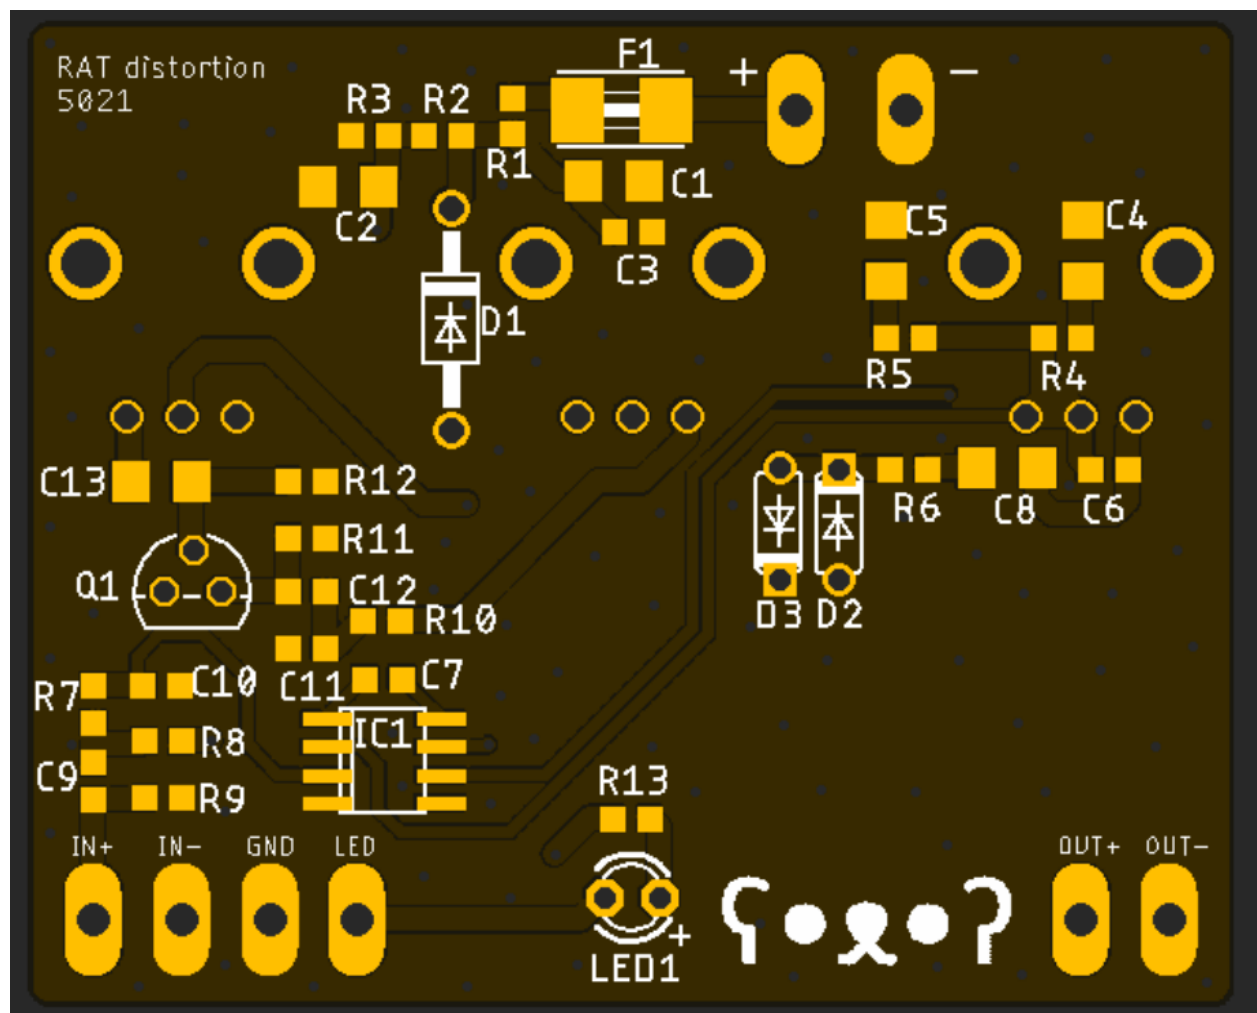 RAT distortion
5021
F1
+
-
R3
R2
R1
C1
C2
C3
C5
C4
D1
R5
R4
C13
R12
R6
C8
C6
R11
Q1
C12
R10
D3
D2
C11
C7
R7
C10
IC1
R8
C9
R9
R13
IN+
IN-
GND
LED
OUT+
OUT-
+
LED1
ʕ•ᴥ•ʔ